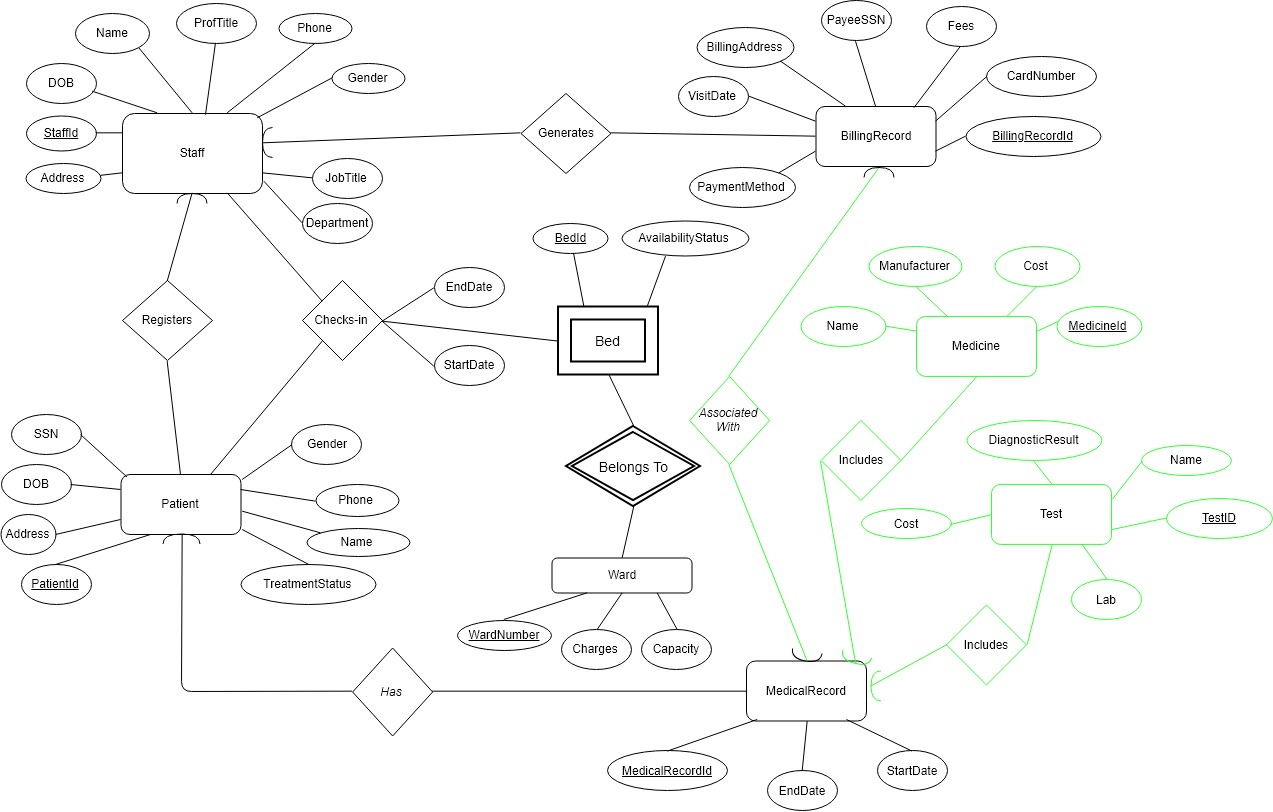 PayeeSSN
ProfTitle
Fees
Phone
Name
BillingAddress
Gender
CardNumber
DOB
VisitDate
StaffId
Generates
BillingRecord
BillingRecordId
Staff
Address
JobTitle
PaymentMethod
Department
BedId
AvailabilityStatus
Manufacturer
Cost
EndDate
Registers
Checks-in
Name
MedicineId
Bed
Medicine
StartDate
Associated
With
SSN
Gender
DiagnosticResult
Includes
Name
Belongs To
DOB
Phone
Patient
Test
TestID
Cost
Address
Name
Ward
PatientId
TreatmentStatus
Lab
WardNumber
Charges
Capacity
Includes
Has
MedicalRecord
MedicalRecordId
StartDate
EndDate